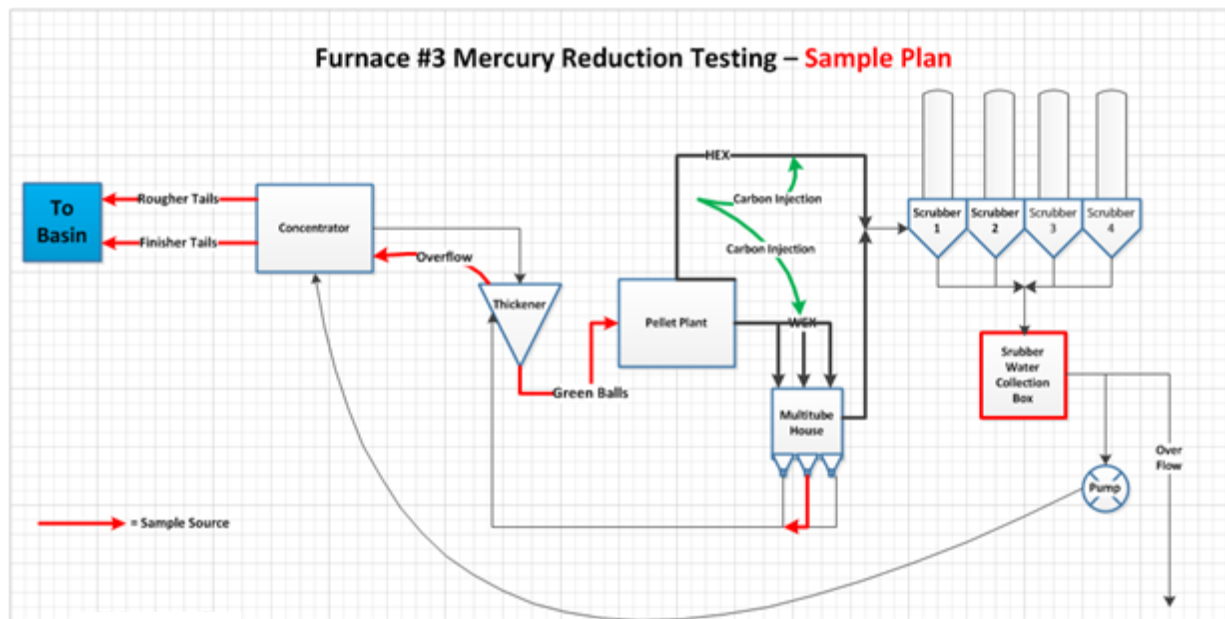 Furnace #3 Mercury Reduction Testing – Sample Plan
HEX
Carbon Injection
Carbon Injection
To
Basin
Rougher Tails
Finisher Tails
Concentrator
Overflow
Thickener
Green Balls
Pellet Plant
WEX
Multitube
House
Scrubber
1
Scrubber
2
Scrubber
3
Scrubber
4
Srubber
Water
Collection
Box
Over
Flow
Pump
= Sample Source